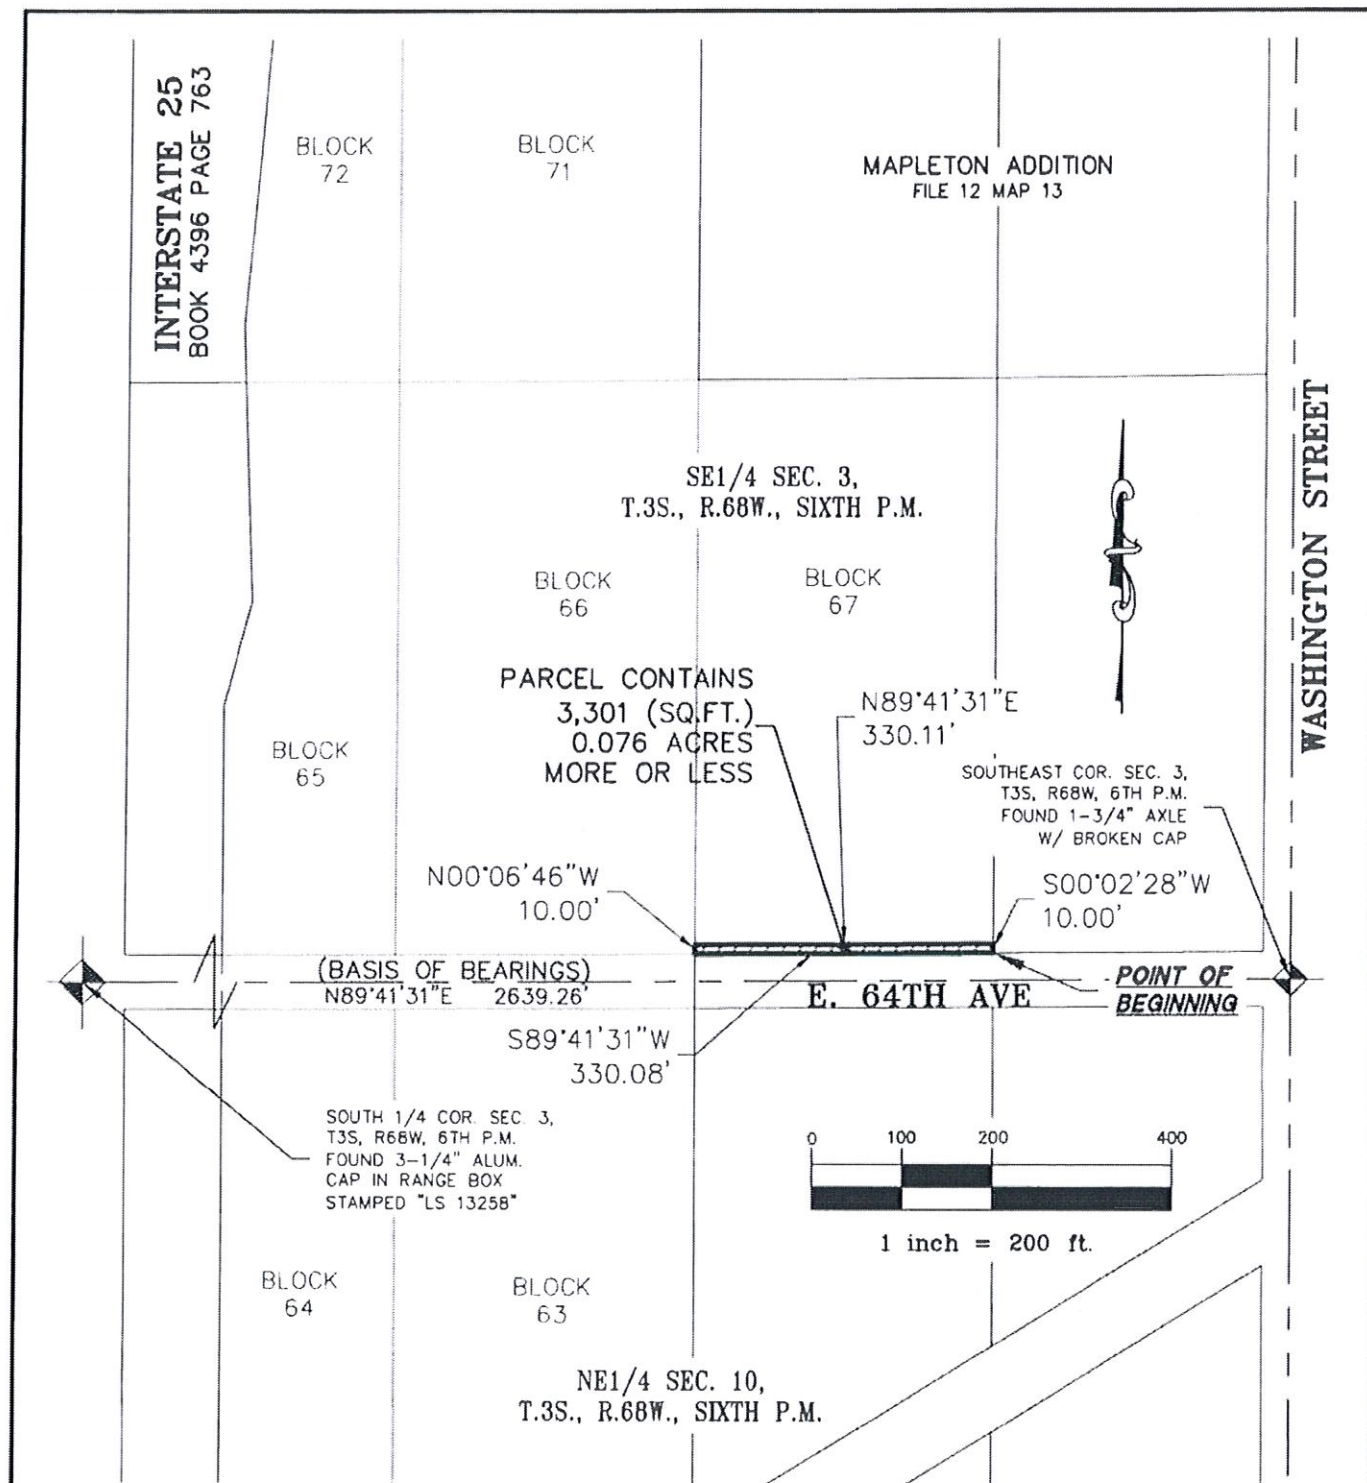 INTERSTATE 25
BOOK 4396 PAGE 763
BLOCK
72
BLOCK
71
MAPLETON ADDITION
FILE 12 MAP 13
WASHINGTON STREET
SE1/4 SEC. 3,
T.3S., R.68W., SIXTH P.M.
BLOCK
66
BLOCK
67
PARCEL CONTAINS
3,301 (SQ.FT.)
0.076 ACRES
MORE OR LESS
N89°41'31"E
330.11'
BLOCK
65
SOUTHEAST COR. SEC. 3,
T3S, R68W, 6TH P.M.
FOUND 1-3/4" AXLE
W/ BROKEN CAP
N00°06'46"W
10.00'
S00°02'28"W
10.00'
(BASIS OF BEARINGS)
N89°41'31"E 2639.26'
E. 64TH AVE
POINT OF
BEGINNING
S89°41'31"W
330.08'
SOUTH 1/4 COR. SEC. 3,
T3S, R68W, 6TH P.M.
FOUND 3-1/4" ALUM.
CAP IN RANGE BOX
STAMPED "LS 13258"
0 100 200 400
1 inch = 200 ft.
BLOCK
64
BLOCK
63
NE1/4 SEC. 10,
T.3S., R.68W., SIXTH P.M.